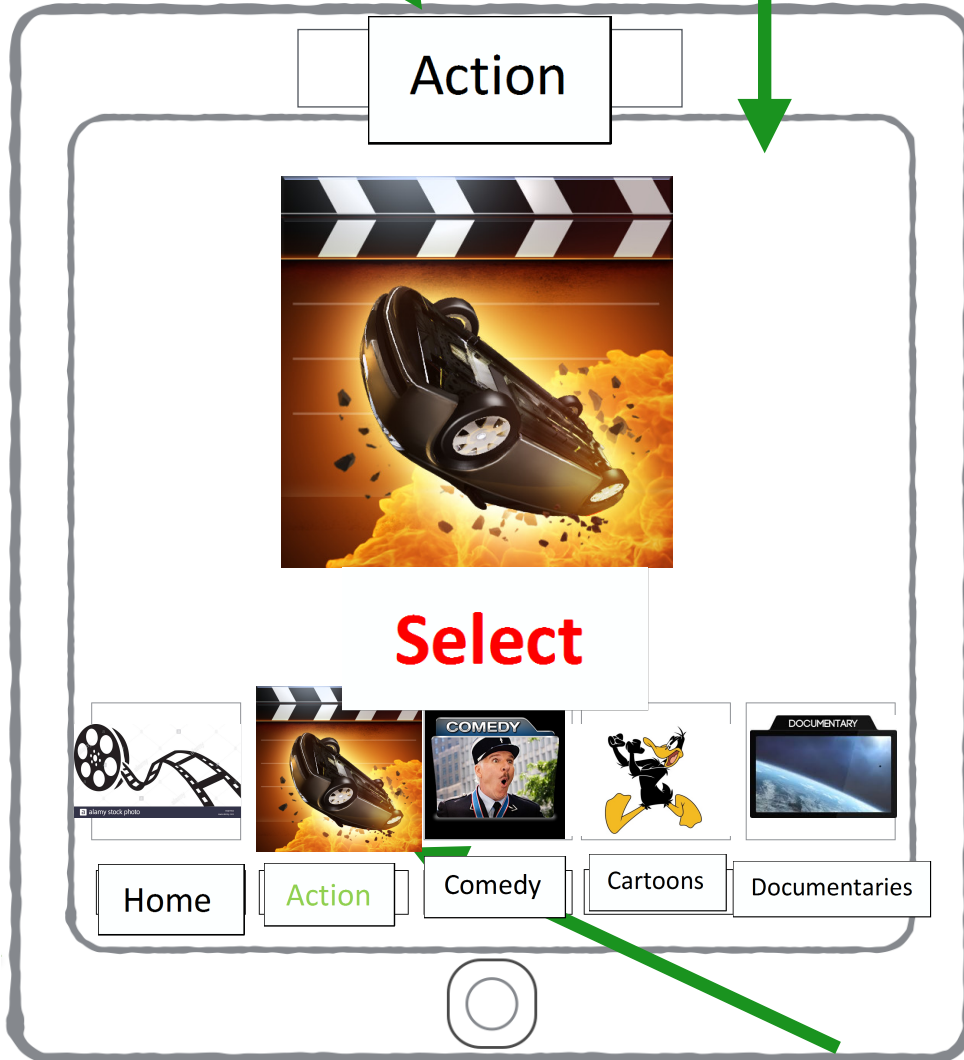 Action
Select
COMEDY
DOCUMENTARY
a alamy stock photo
Home
Action
Comedy
Cartoons
Documentaries